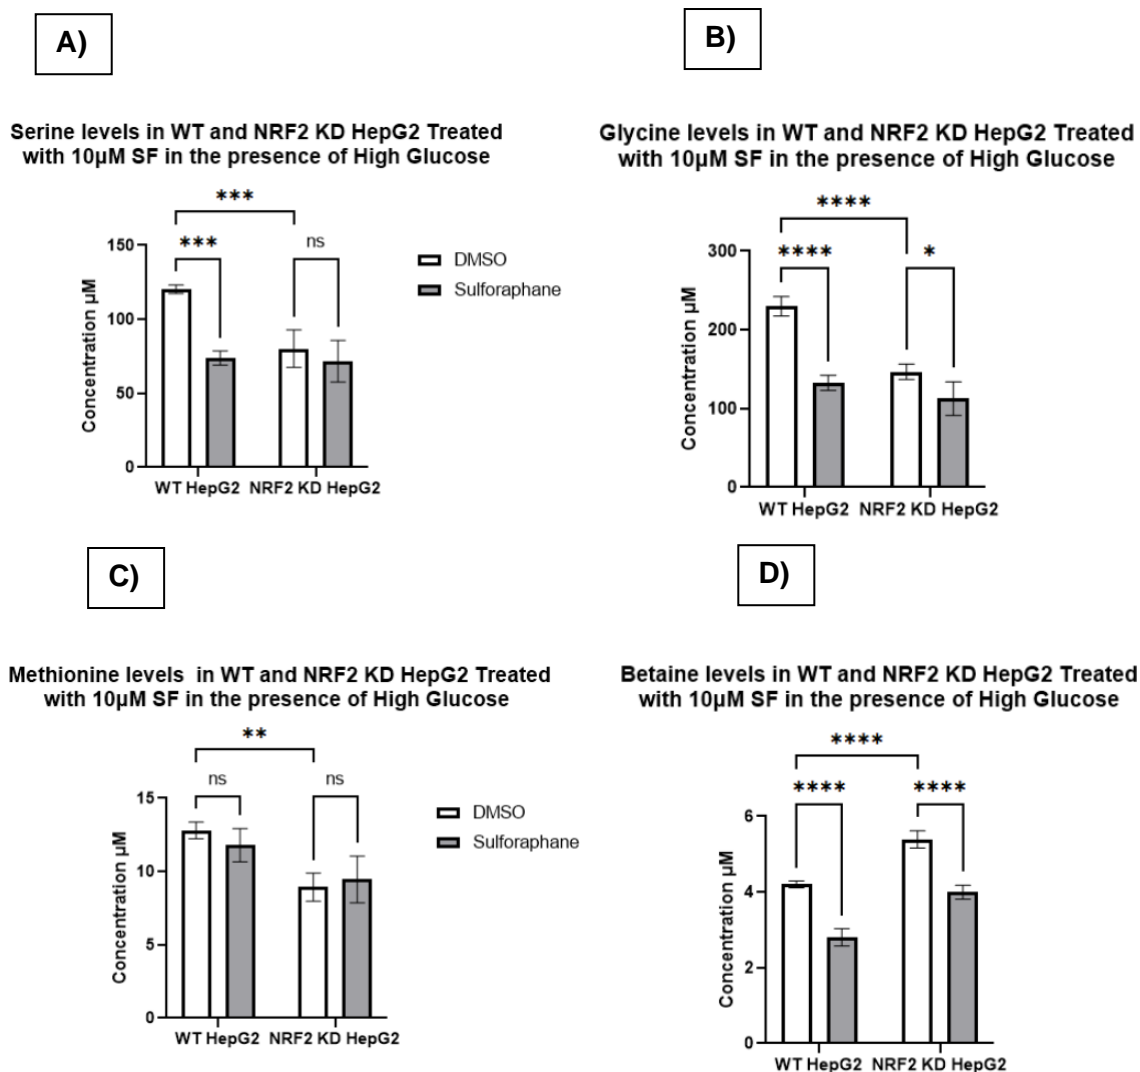 A)
B)
Serine levels in WT and NRF2 KD HepG2 Treated
with 10µM SF in the presence of High Glucose
***
***
ns
150
100
50
0
Concentration µM
WT HepG2
NRF2 KD HepG2
DMSO
Sulforaphane
Glycine levels in WT and NRF2 KD HepG2 Treated
with 10µM SF in the presence of High Glucose
****
****
*
300
200
100
0
Concentration µM
WT HepG2
NRF2 KD HepG2
C)
D)
Methionine levels in WT and NRF2 KD HepG2 Treated
with 10µM SF in the presence of High Glucose
**
ns
ns
15
10
5
0
Concentration µM
WT HepG2
NRF2 KD HepG2
DMSO
Sulforaphane
Betaine levels in WT and NRF2 KD HepG2 Treated
with 10µM SF in the presence of High Glucose
****
****
****
6
4
2
0
Concentration µM
WT HepG2
NRF2 KD HepG2